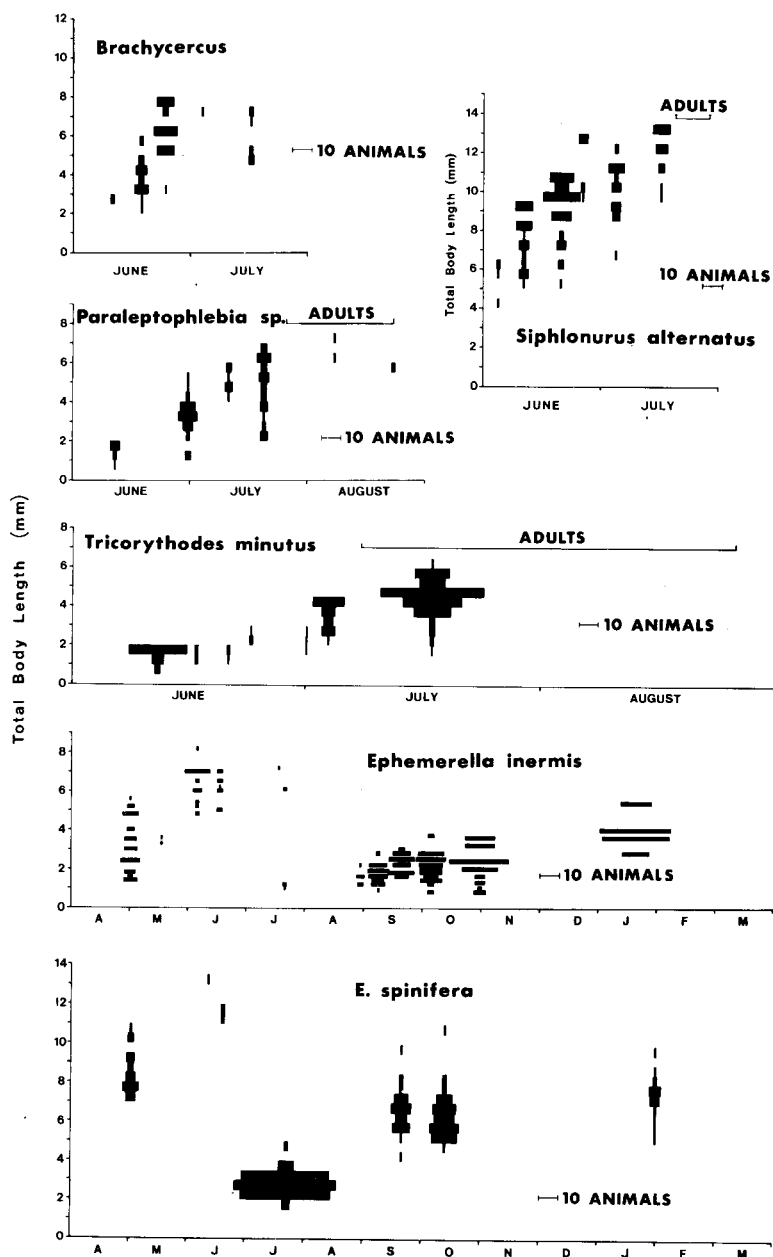 Brachycercus
12
10
8
6
4
2
0
10 ANIMALS
JUNE JULY
ADULTS
Total Body Length (mm)
14
12
10
8
6
4
2
0
10 ANIMALS
Siphlonurus alternatus
JUNE JULY
Paraleptophlebia sp. ADULTS
8
6
4
2
0
10 ANIMALS
JUNE JULY AUGUST
Total Body Length (mm)
Tricorythodes minutus ADULTS
8
6
4
2
0
10 ANIMALS
JUNE JULY AUGUST
Ephemerella inermis
8
6
4
2
0
10 ANIMALS
A M J J A S O N D J F M
E. spinifera
14
12
10
8
6
4
2
0
10 ANIMALS
A M J J A S O N D J F M